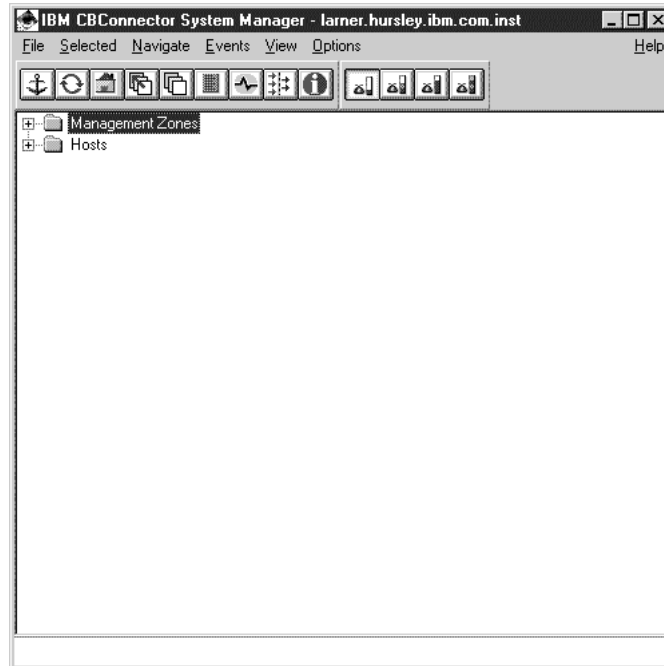 IBM CBConnector System Manager - larner.hursley.ibm.com.inst
File Selected Navigate Events View Options Help
Management Zones
Hosts